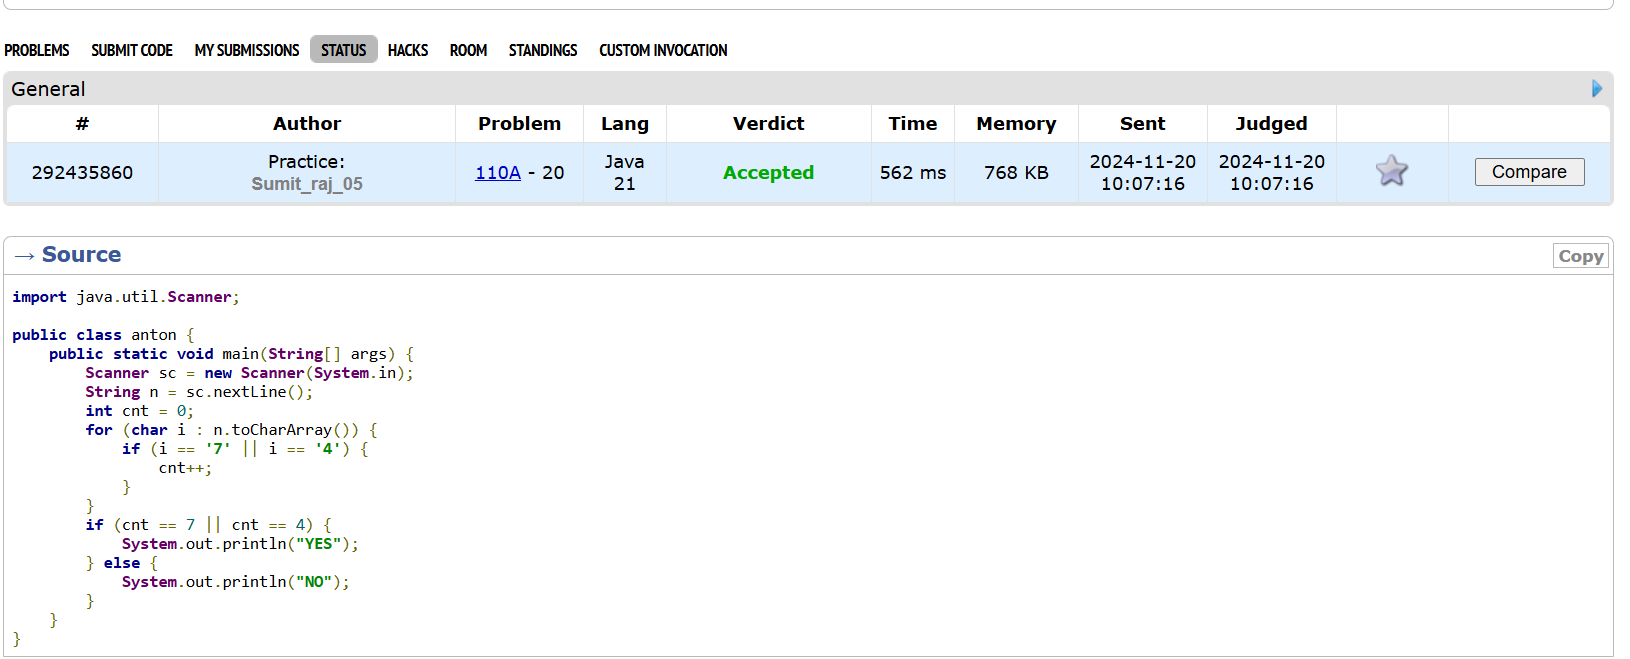 PROBLEMS SUBMIT CODE MY SUBMISSIONS STATUS HACKS ROOM STANDINGS CUSTOM INVOCATION
General
# Author Problem Lang Verdict Time Memory Sent Judged
292435860 Practice: Sumit_raj_05 110A - 20 Java 21 Accepted 562 ms 768 KB 2024-11-20 10:07:16 2024-11-20 10:07:16 Compare
→ Source Copy
import java.util.Scanner;
public class anton {
    public static void main(String[] args) {
        Scanner sc = new Scanner(System.in);
        String n = sc.nextLine();
        int cnt = 0;
        for (char i : n.toCharArray()) {
            if (i == '7' || i == '4') {
                cnt++;
            }
        }
        if (cnt == 7 || cnt == 4) {
            System.out.println("YES");
        } else {
            System.out.println("NO");
        }
    }
}